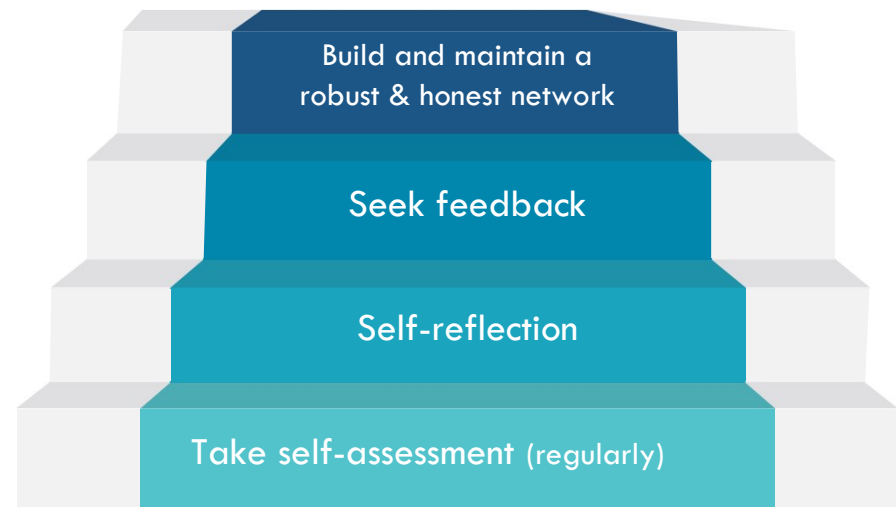 Build and maintain a
robust & honest network
Seek feedback
Self-reflection
Take self-assessment (regularly)